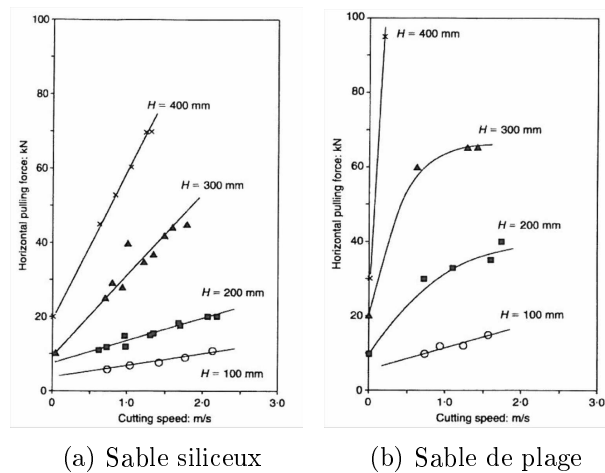 100
80
60
40
20
0
Horizontal pulling force: kN
H = 400 mm
H = 300 mm
H = 200 mm
H = 100 mm
0 1·0 2·0 3·0
Cutting speed: m/s
(a) Sable siliceux
100
80
60
40
20
0
Horizontal pulling force: kN
H = 400 mm
H = 300 mm
H = 200 mm
H = 100 mm
0 1·0 2·0 3·0
Cutting speed: m/s
(b) Sable de plage